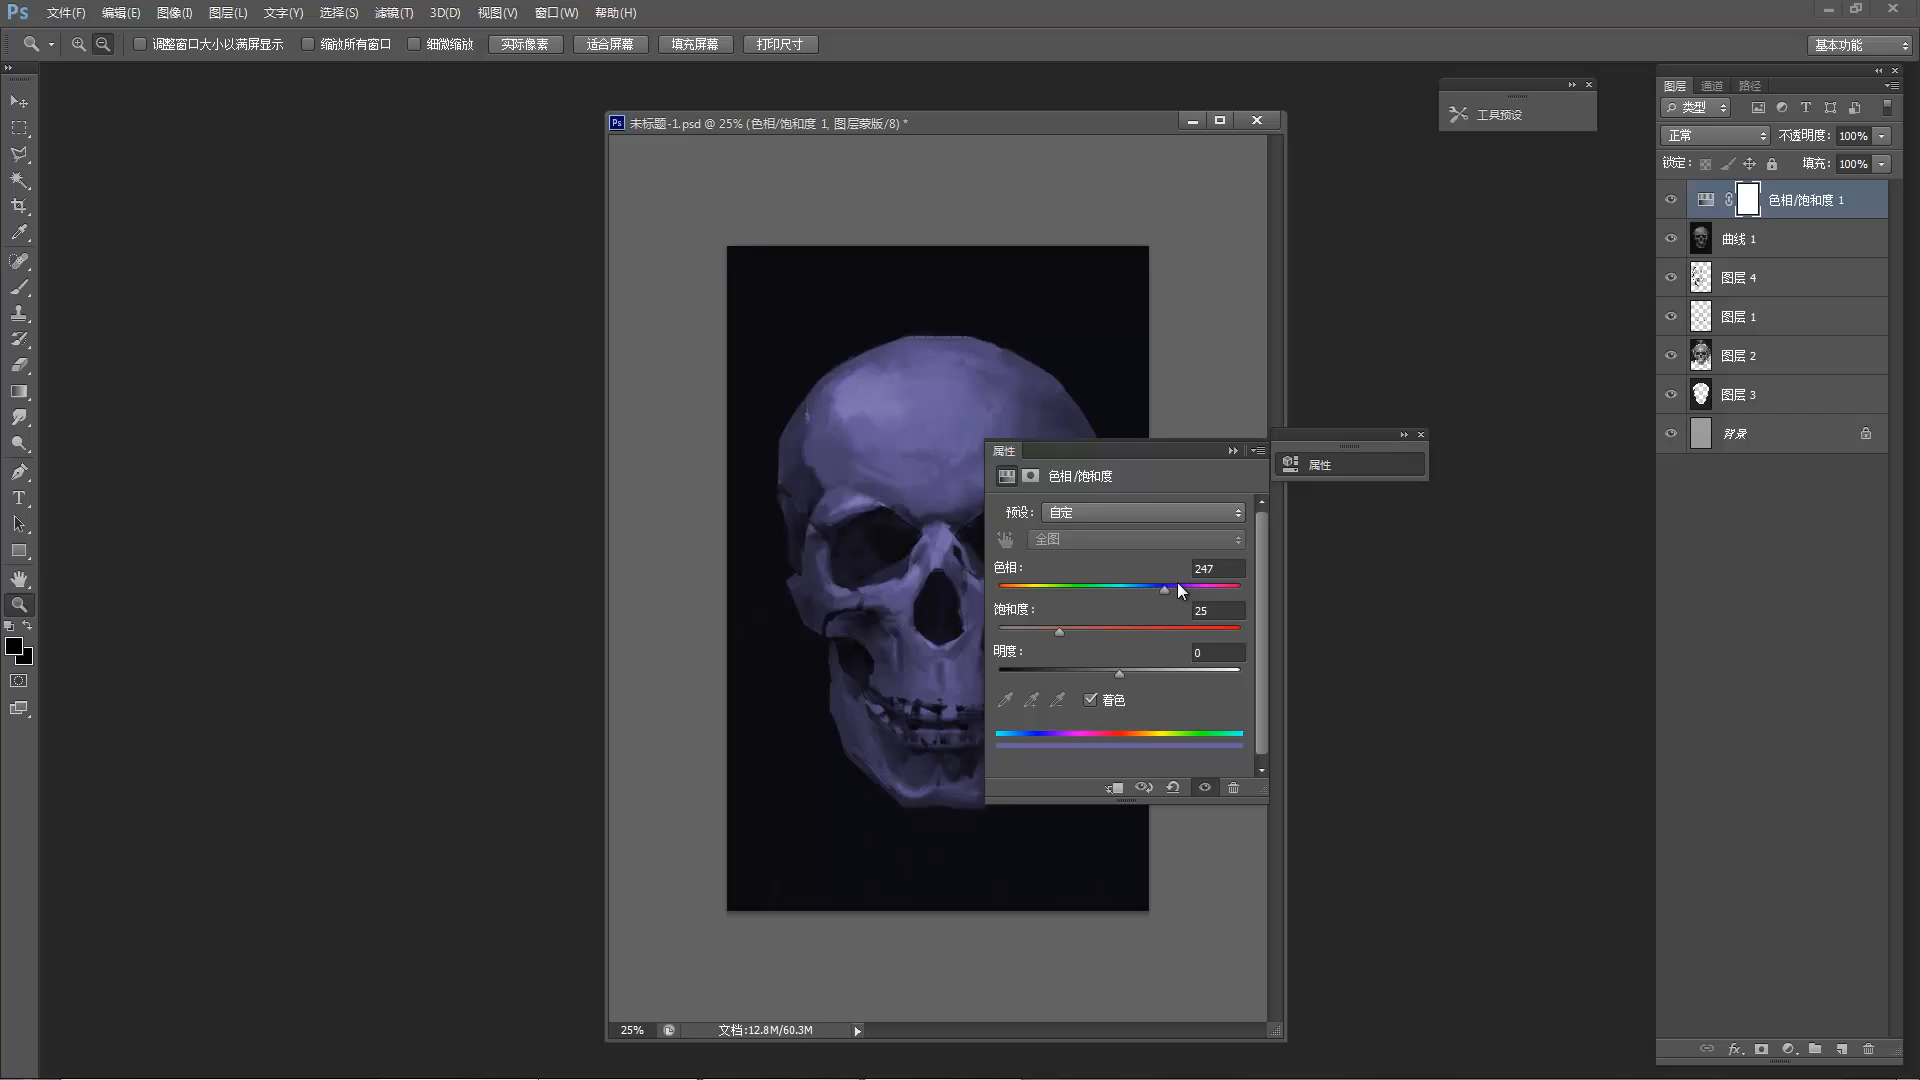 Ps 文件(F) 编辑(E) 图像(I) 图层(L) 文字(Y) 选择(S) 滤镜(T) 3D(D) 视图(V) 窗口(W) 帮助(H)
调整窗口大小以满屏显示 缩放所有窗口 细微缩放 实际像素 适合屏幕 填充屏幕 打印尺寸 基本功能
图层 通道 路径
类型
正常 不透明度: 100%
锁定: 填充: 100%
色相/饱和度 1
曲线 1
图层 4
图层 1
图层 2
图层 3
背景
工具预设
Ps 未标题-1.psd @ 25% (色相/饱和度 1, 图层蒙版/8) *
属性
属性
色相/饱和度
预设: 自定
全图
色相: 247
饱和度: 25
明度: 0
着色
25% 文档:12.8M/60.3M
T
fx